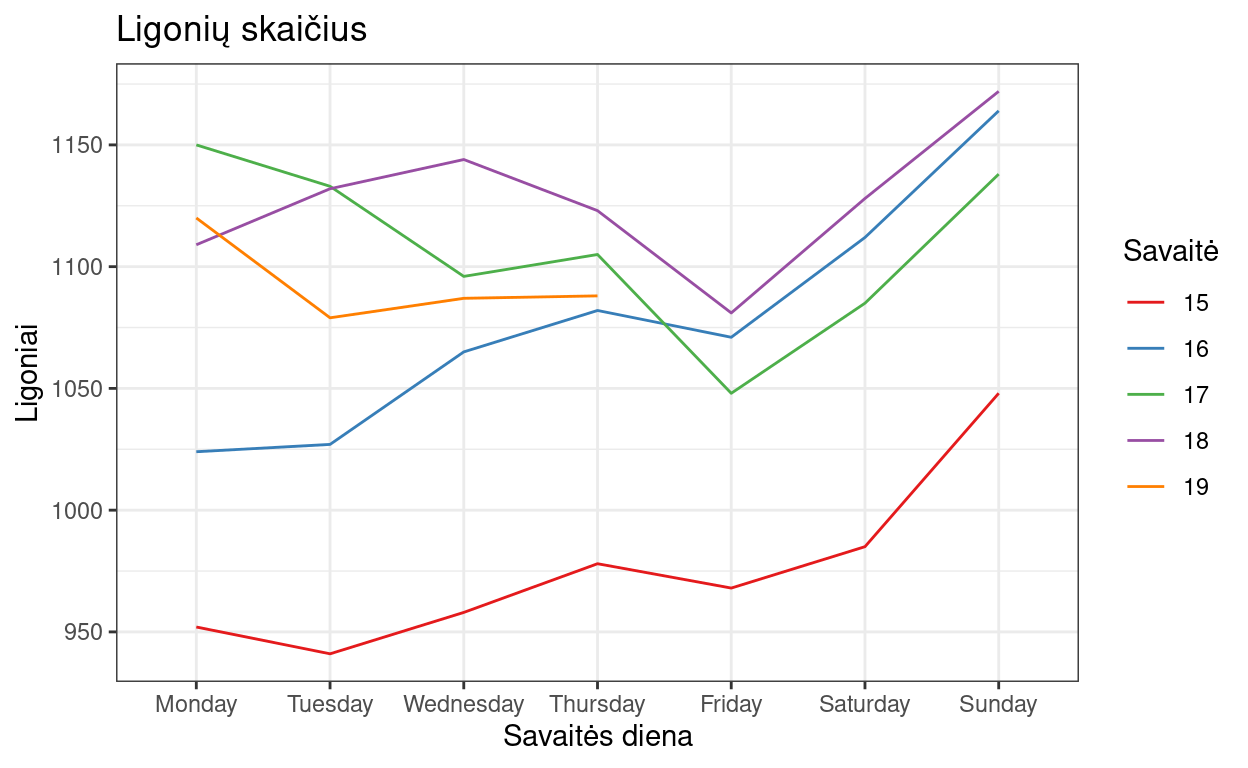 Ligonių skaičius
Ligoniai
1150
1100
1050
1000
950
Monday Tuesday Wednesday Thursday Friday Saturday Sunday
Savaitės diena
Savaitė
15
16
17
18
19